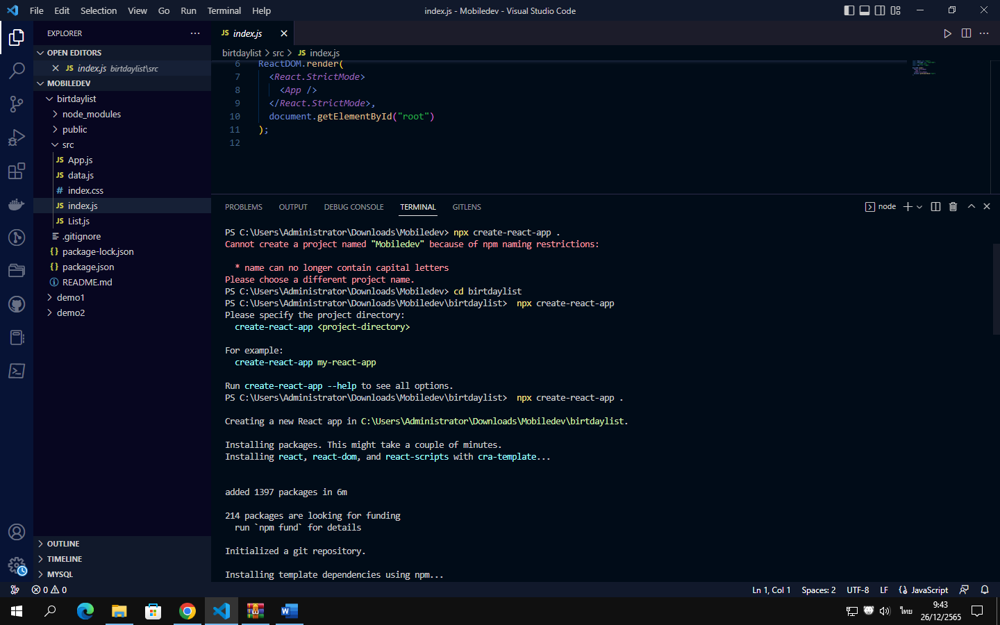 File Edit Selection View Go Run Terminal Help
index.js - Mobiledev - Visual Studio Code
EXPLORER
OPEN EDITORS
JS index.js birtdaylist\src
MOBILEDEV
birtdaylist
node_modules
public
src
JS App.js
JS data.js
# index.css
JS index.js
JS List.js
.gitignore
{} package-lock.json
{} package.json
README.md
demo1
demo2
OUTLINE
TIMELINE
MYSQL
JS index.js
birtdaylist > src > JS index.js
6 ReactDOM.render(
7 <React.StrictMode>
8 <App />
9 </React.StrictMode>,
10 document.getElementById("root")
11 );
12
PROBLEMS OUTPUT DEBUG CONSOLE TERMINAL GITLENS
node
PS C:\Users\Administrator\Downloads\Mobiledev> npx create-react-app .
Cannot create a project named "Mobiledev" because of npm naming restrictions:
* name can no longer contain capital letters
Please choose a different project name.
PS C:\Users\Administrator\Downloads\Mobiledev> cd birtdaylist
PS C:\Users\Administrator\Downloads\Mobiledev\birtdaylist>  npx create-react-app
Please specify the project directory:
create-react-app <project-directory>
For example:
create-react-app my-react-app
Run create-react-app --help to see all options.
PS C:\Users\Administrator\Downloads\Mobiledev\birtdaylist>  npx create-react-app .
Creating a new React app in C:\Users\Administrator\Downloads\Mobiledev\birtdaylist.
Installing packages. This might take a couple of minutes.
Installing react, react-dom, and react-scripts with cra-template...
added 1397 packages in 6m
214 packages are looking for funding
run `npm fund` for details
Initialized a git repository.
Installing template dependencies using npm...
0 0
Ln 1, Col 1 Spaces: 2 UTF-8 LF {} JavaScript
ไทย
9:43
26/12/2565